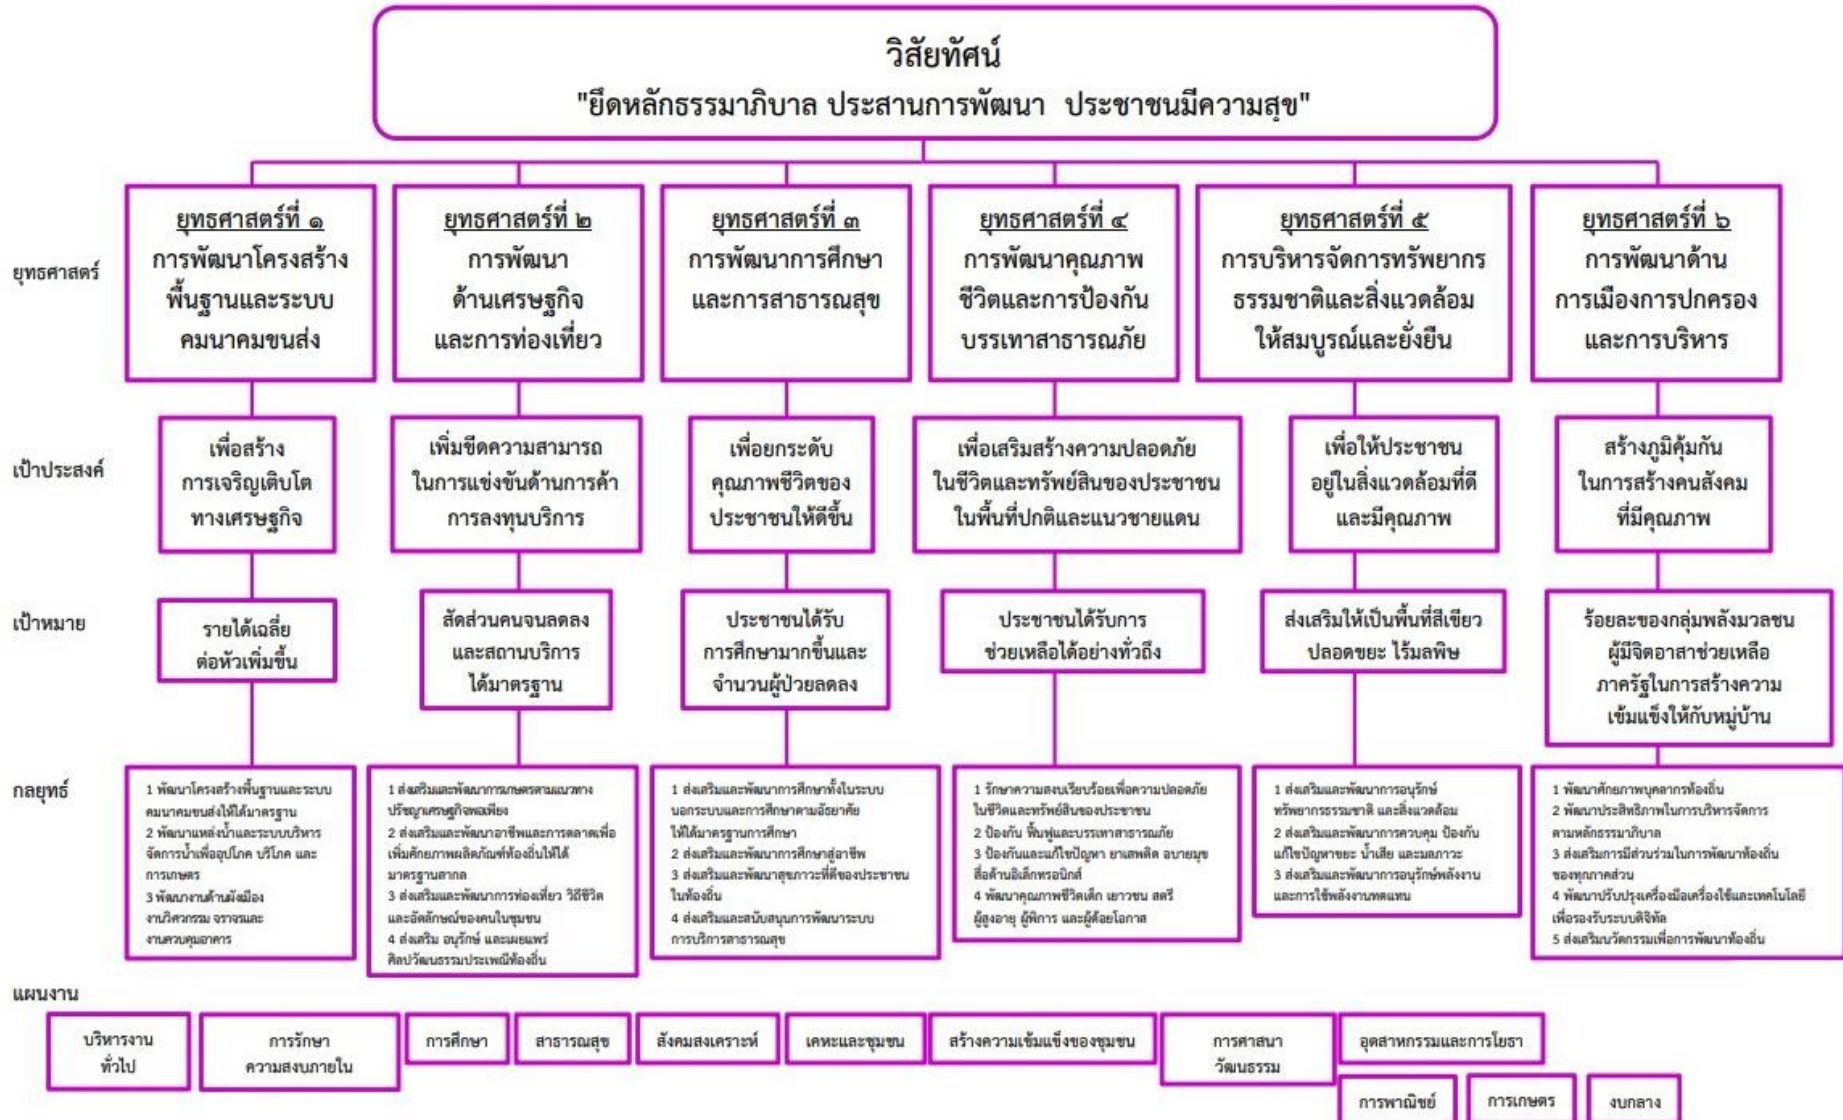 วิสัยทัศน์
"ยึดหลักธรรมาภิบาล ประสานการพัฒนา ประชาชนมีความสุข"
ยุทธศาสตร์
ยุทธศาสตร์ที่ ๑
การพัฒนาโครงสร้าง
พื้นฐานและระบบ
คมนาคมขนส่ง
ยุทธศาสตร์ที่ ๒
การพัฒนา
ด้านเศรษฐกิจ
และการท่องเที่ยว
ยุทธศาสตร์ที่ ๓
การพัฒนาการศึกษา
และการสาธารณสุข
ยุทธศาสตร์ที่ ๔
การพัฒนาคุณภาพ
ชีวิตและการป้องกัน
บรรเทาสาธารณภัย
ยุทธศาสตร์ที่ ๕
การบริหารจัดการทรัพยากร
ธรรมชาติและสิ่งแวดล้อม
ให้สมบูรณ์และยั่งยืน
ยุทธศาสตร์ที่ ๖
การพัฒนาด้าน
การเมืองการปกครอง
และการบริหาร
เป้าประสงค์
เพื่อสร้าง
การเจริญเติบโต
ทางเศรษฐกิจ
เพิ่มขีดความสามารถ
ในการแข่งขันด้านการค้า
การลงทุนบริการ
เพื่อยกระดับ
คุณภาพชีวิตของ
ประชาชนให้ดีขึ้น
เพื่อเสริมสร้างความปลอดภัย
ในชีวิตและทรัพย์สินของประชาชน
ในพื้นที่ปกติและแนวชายแดน
เพื่อให้ประชาชน
อยู่ในสิ่งแวดล้อมที่ดี
และมีคุณภาพ
สร้างภูมิคุ้มกัน
ในการสร้างคนสังคม
ที่มีคุณภาพ
เป้าหมาย
รายได้เฉลี่ย
ต่อหัวเพิ่มขึ้น
สัดส่วนคนจนลดลง
และสถานบริการ
ได้มาตรฐาน
ประชาชนได้รับ
การศึกษามากขึ้นและ
จำนวนผู้ป่วยลดลง
ประชาชนได้รับการ
ช่วยเหลือได้อย่างทั่วถึง
ส่งเสริมให้เป็นพื้นที่สีเขียว
ปลอดขยะ ไร้มลพิษ
ร้อยละของกลุ่มพลังมวลชน
ผู้มีจิตอาสาช่วยเหลือ
ภาครัฐในการสร้างความ
เข้มแข็งให้กับหมู่บ้าน
กลยุทธ์
1 พัฒนาโครงสร้างพื้นฐานและระบบ
คมนาคมขนส่งให้ได้มาตรฐาน
2 พัฒนาแหล่งน้ำและระบบบริหาร
จัดการน้ำเพื่ออุปโภค บริโภค และ
การเกษตร
3 พัฒนางานด้านผังเมือง
งานวิศวกรรม จราจรและ
งานควบคุมอาคาร
1 ส่งเสริมและพัฒนาการเกษตรตามแนวทาง
ปรัชญาเศรษฐกิจพอเพียง
2 ส่งเสริมและพัฒนาอาชีพและการตลาดเพื่อ
เพิ่มศักยภาพผลิตภัณฑ์ท้องถิ่นให้ได้
มาตรฐานสากล
3 ส่งเสริมและพัฒนาการท่องเที่ยว วิถีชีวิต
และอัตลักษณ์ของคนในชุมชน
4 ส่งเสริม อนุรักษ์ และเผยแพร่
ศิลปวัฒนธรรมประเพณีท้องถิ่น
1 ส่งเสริมและพัฒนาการศึกษาทั้งในระบบ
นอกระบบและการศึกษาตามอัธยาศัย
ให้ได้มาตรฐานการศึกษา
2 ส่งเสริมและพัฒนาการศึกษาสู่อาชีพ
3 ส่งเสริมและพัฒนาสุขภาวะที่ดีของประชาชน
ในท้องถิ่น
4 ส่งเสริมและสนับสนุนการพัฒนาระบบ
การบริการสาธารณสุข
1 รักษาความสงบเรียบร้อยเพื่อความปลอดภัย
ในชีวิตและทรัพย์สินของประชาชน
2 ป้องกัน ฟื้นฟูและบรรเทาสาธารณภัย
3 ป้องกันและแก้ไขปัญหา ยาเสพติด อบายมุข
สื่อด้านอิเล็กทรอนิกส์
4 พัฒนาคุณภาพชีวิตเด็ก เยาวชน สตรี
ผู้สูงอายุ ผู้พิการ และผู้ด้อยโอกาส
1 ส่งเสริมและพัฒนาการอนุรักษ์
ทรัพยากรธรรมชาติ และสิ่งแวดล้อม
2 ส่งเสริมและพัฒนาการควบคุม ป้องกัน
แก้ไขปัญหาขยะ น้ำเสีย และมลภาวะ
3 ส่งเสริมและพัฒนาการอนุรักษ์พลังงาน
และการใช้พลังงานทดแทน
1 พัฒนาศักยภาพบุคลากรท้องถิ่น
2 พัฒนาประสิทธิภาพในการบริหารจัดการ
ตามหลักธรรมาภิบาล
3 ส่งเสริมการมีส่วนร่วมในการพัฒนาท้องถิ่น
ของทุกภาคส่วน
4 พัฒนาปรับปรุงเครื่องมือเครื่องใช้และเทคโนโลยี
เพื่อรองรับระบบดิจิทัล
5 ส่งเสริมนวัตกรรมเพื่อการพัฒนาท้องถิ่น
แผนงาน
บริหารงาน
ทั่วไป
การรักษา
ความสงบภายใน
การศึกษา
สาธารณสุข
สังคมสงเคราะห์
เคหะและชุมชน
สร้างความเข้มแข็งของชุมชน
การศาสนา
วัฒนธรรม
อุตสาหกรรมและการโยธา
การพาณิชย์
การเกษตร
งบกลาง